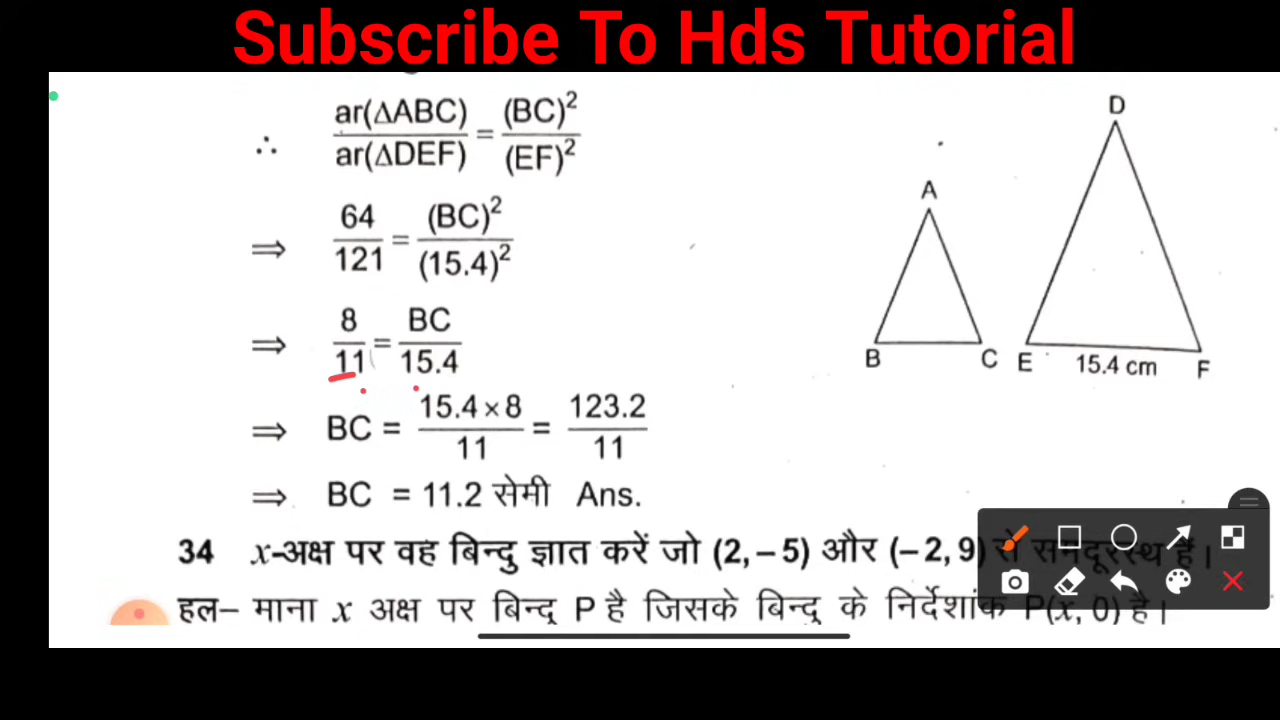 Subscribe To Hds Tutorial
∴ ar(ΔABC)/ar(ΔDEF) = (BC)²/(EF)²
⇒ 64/121 = (BC)²/(15.4)²
⇒ 8/11 = BC/15.4
⇒ BC = 15.4 × 8/11 = 123.2/11
⇒ BC = 11.2 सेमी Ans.
D
A
B
C
E
15.4 cm
F
34 x-अक्ष पर वह बिन्दु ज्ञात करें जो (2, – 5) और (– 2, 9) से समदूरस्थ हैं।
हल– माना x अक्ष पर बिन्दु P है जिसके बिन्दु के निर्देशांक P(x, 0) है।